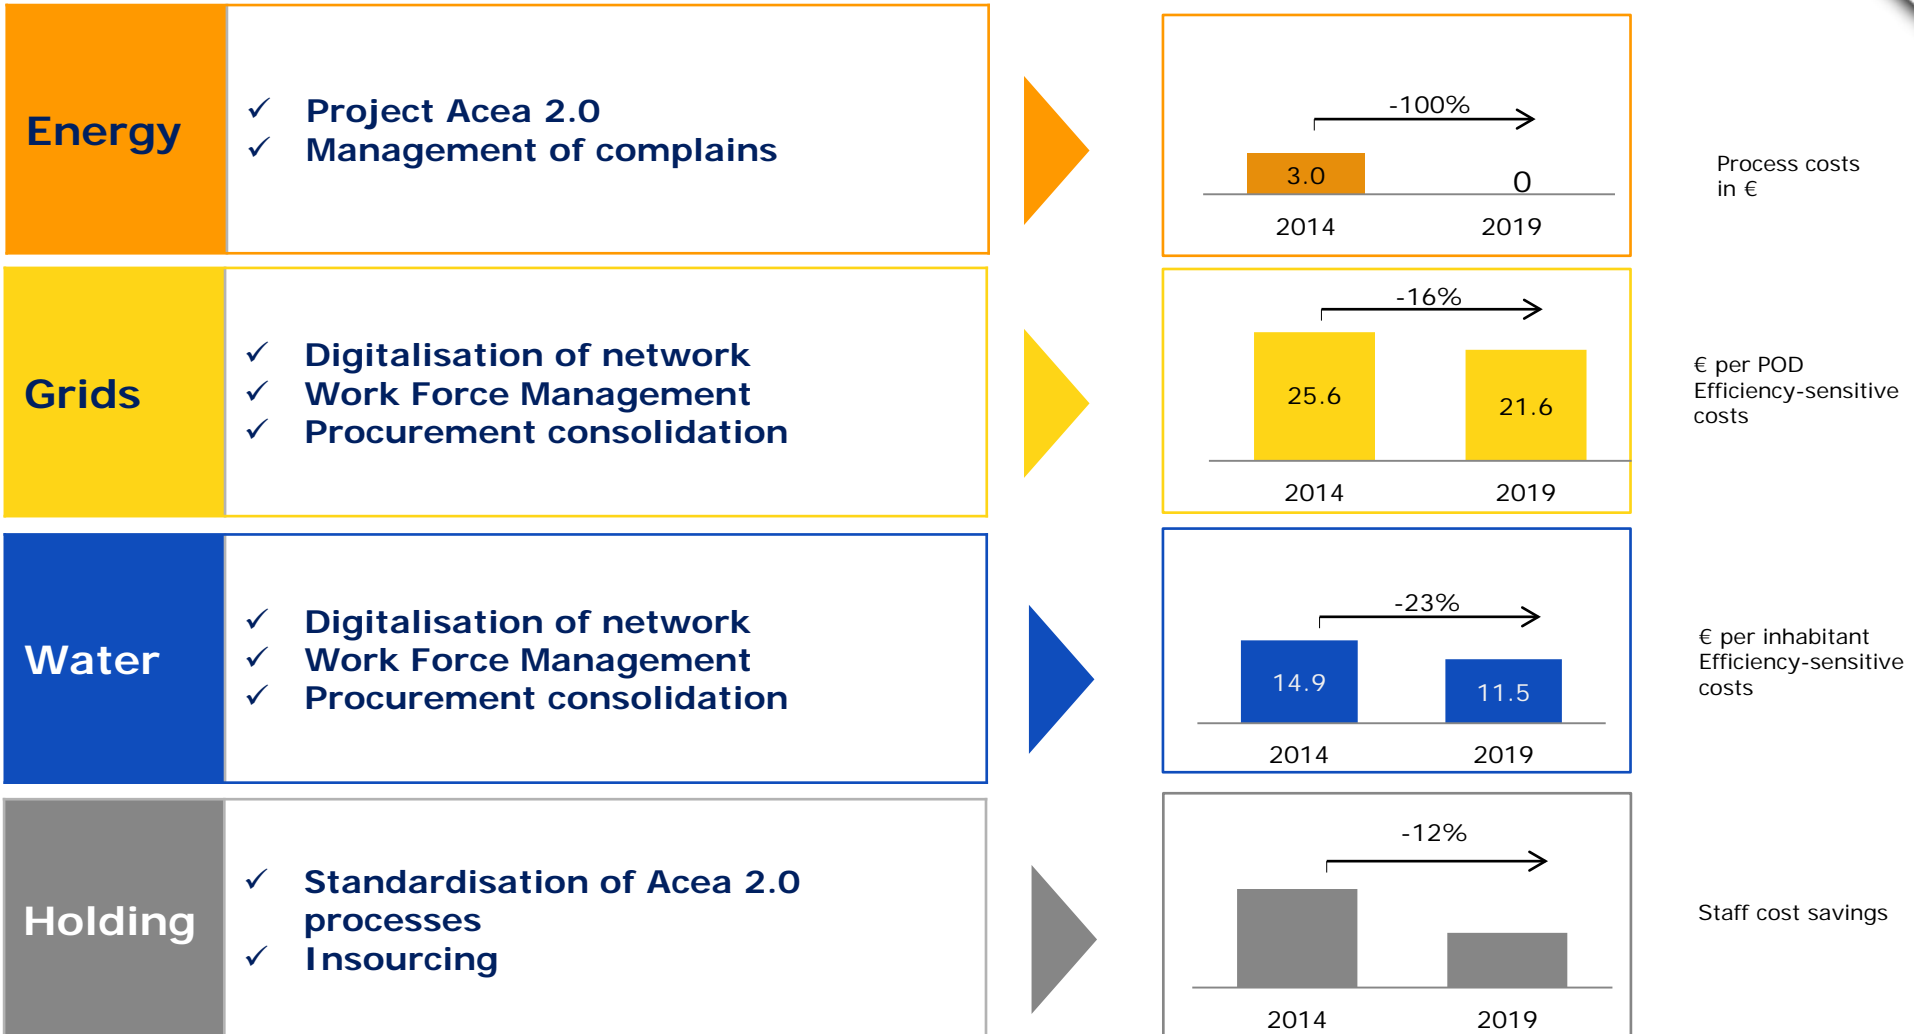 Energy
✓ Project Acea 2.0
✓ Management of complains
-100%
3.0
0
2014
2019
Process costs
in €
Grids
✓ Digitalisation of network
✓ Work Force Management
✓ Procurement consolidation
-16%
25.6
21.6
2014
2019
€ per POD
Efficiency-sensitive
costs
Water
✓ Digitalisation of network
✓ Work Force Management
✓ Procurement consolidation
-23%
14.9
11.5
2014
2019
€ per inhabitant
Efficiency-sensitive
costs
Holding
✓ Standardisation of Acea 2.0
processes
✓ Insourcing
-12%
2014
2019
Staff cost savings